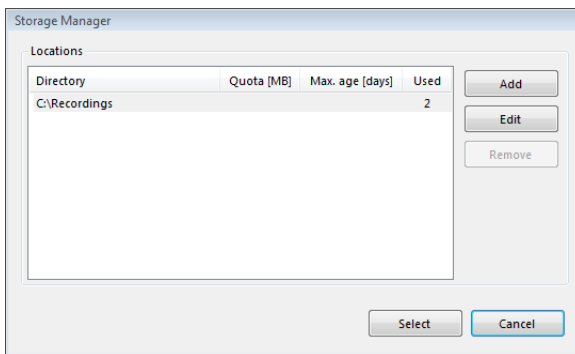 Storage Manager
Locations
Directory Quota [MB] Max. age [days] Used
C:\Recordings 2
Add
Edit
Remove
Select Cancel